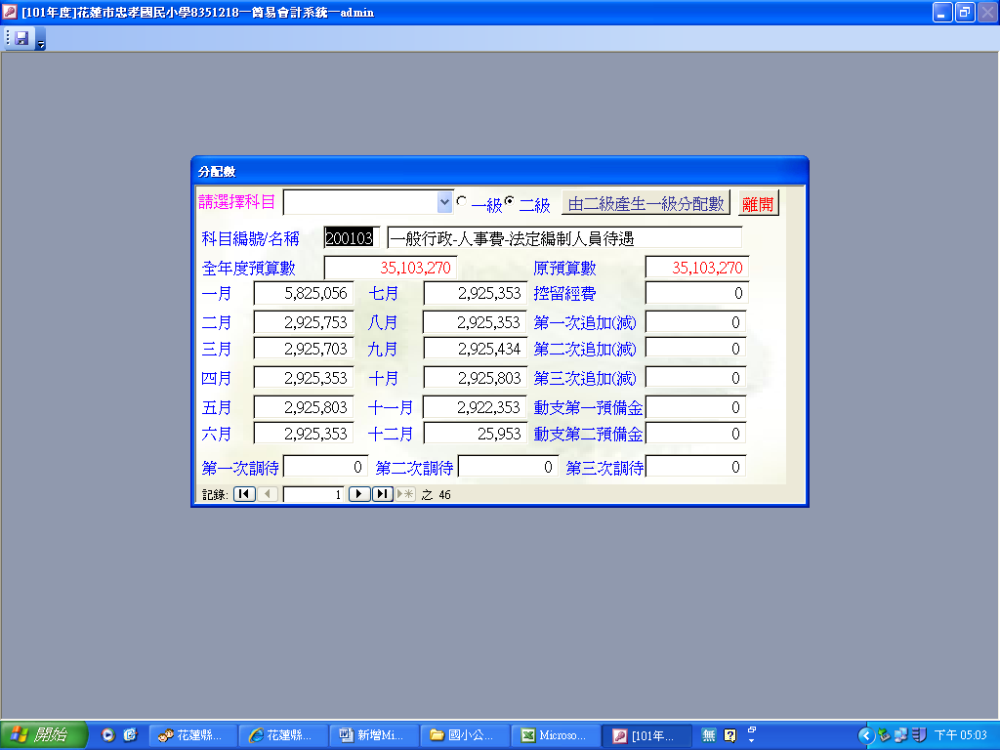 [101年度]花蓮市忠孝國民小學8351218—簡易會計系統—admin
分配數
請選擇科目 一級 二級 由二級產生一級分配數 離開
科目編號/名稱 200103 一般行政-人事費-法定編制人員待遇
全年度預算數 35,103,270 原預算數 35,103,270
一月 5,825,056 七月 2,925,353 控留經費 0
二月 2,925,753 八月 2,925,353 第一次追加(減) 0
三月 2,925,703 九月 2,925,434 第二次追加(減) 0
四月 2,925,353 十月 2,925,803 第三次追加(減) 0
五月 2,925,803 十一月 2,922,353 動支第一預備金 0
六月 2,925,353 十二月 25,953 動支第二預備金 0
第一次調待 0 第二次調待 0 第三次調待 0
記錄: 1 之 46
開始 花蓮縣... 花蓮縣... 新增Mi... 國小公... Microso... [101年... 無 下午 05:03